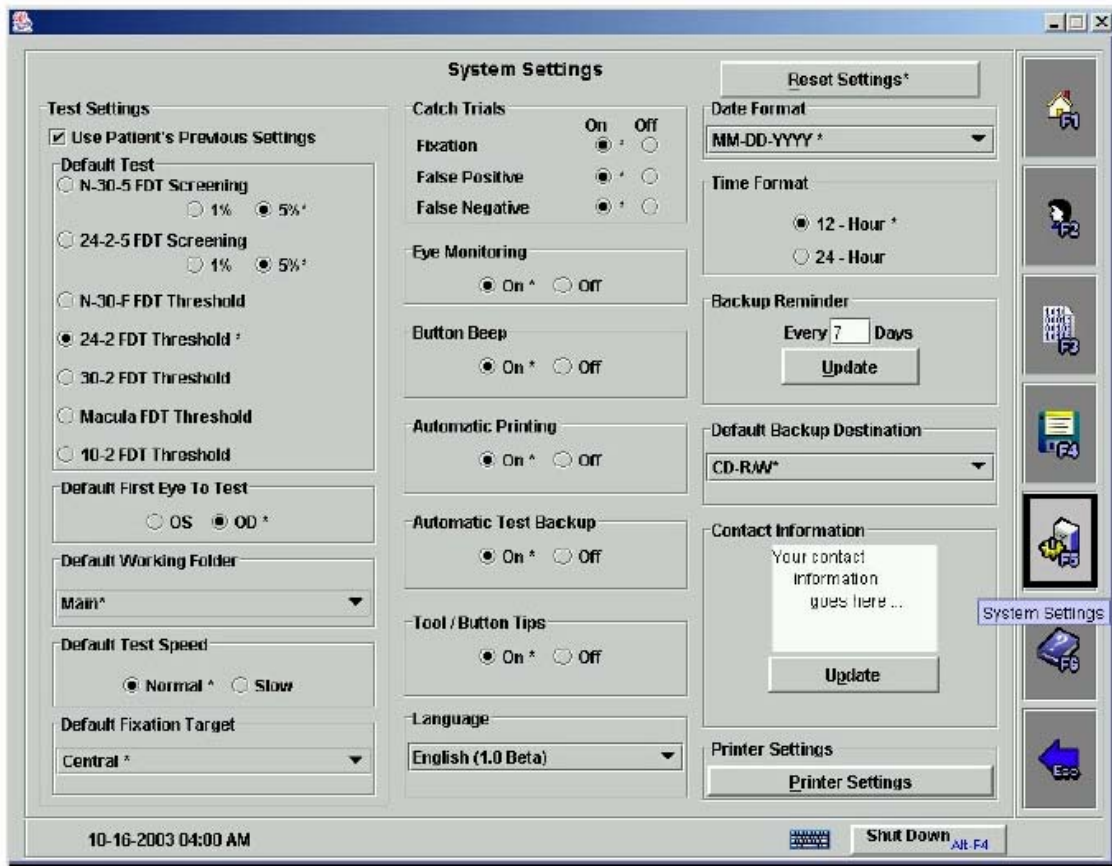 System Settings
Reset Settings*
Test Settings
Use Patient's Previous Settings
Default Test
N-30-5 FDT Screening
1% 5% *
24-2-5 FDT Screening
1% 5% *
N-30-F FDT Threshold
24-2 FDT Threshold *
30-2 FDT Threshold
Macula FDT Threshold
10-2 FDT Threshold
Default First Eye To Test
OS OD *
Default Working Folder
Main*
Default Test Speed
Normal * Slow
Default Fixation Target
Central *
Catch Trials
On Off
Fixation *
False Positive *
False Negative *
Eye Monitoring
On * Off
Button Beep
On * Off
Automatic Printing
On * Off
Automatic Test Backup
On * Off
Tool / Button Tips
On * Off
Language
English (1.0 Beta)
Date Format
MM-DD-YYYY *
Time Format
12 - Hour *
24 - Hour
Backup Reminder
Every 7 Days
Update
Default Backup Destination
CD-R/W*
Contact Information
Your contact
information
goes here ...
Update
Printer Settings
Printer Settings
F1
F2
F3
F4
F5
System Settings
F6
Esc
10-16-2003 04:00 AM
Shut Down Alt-F4